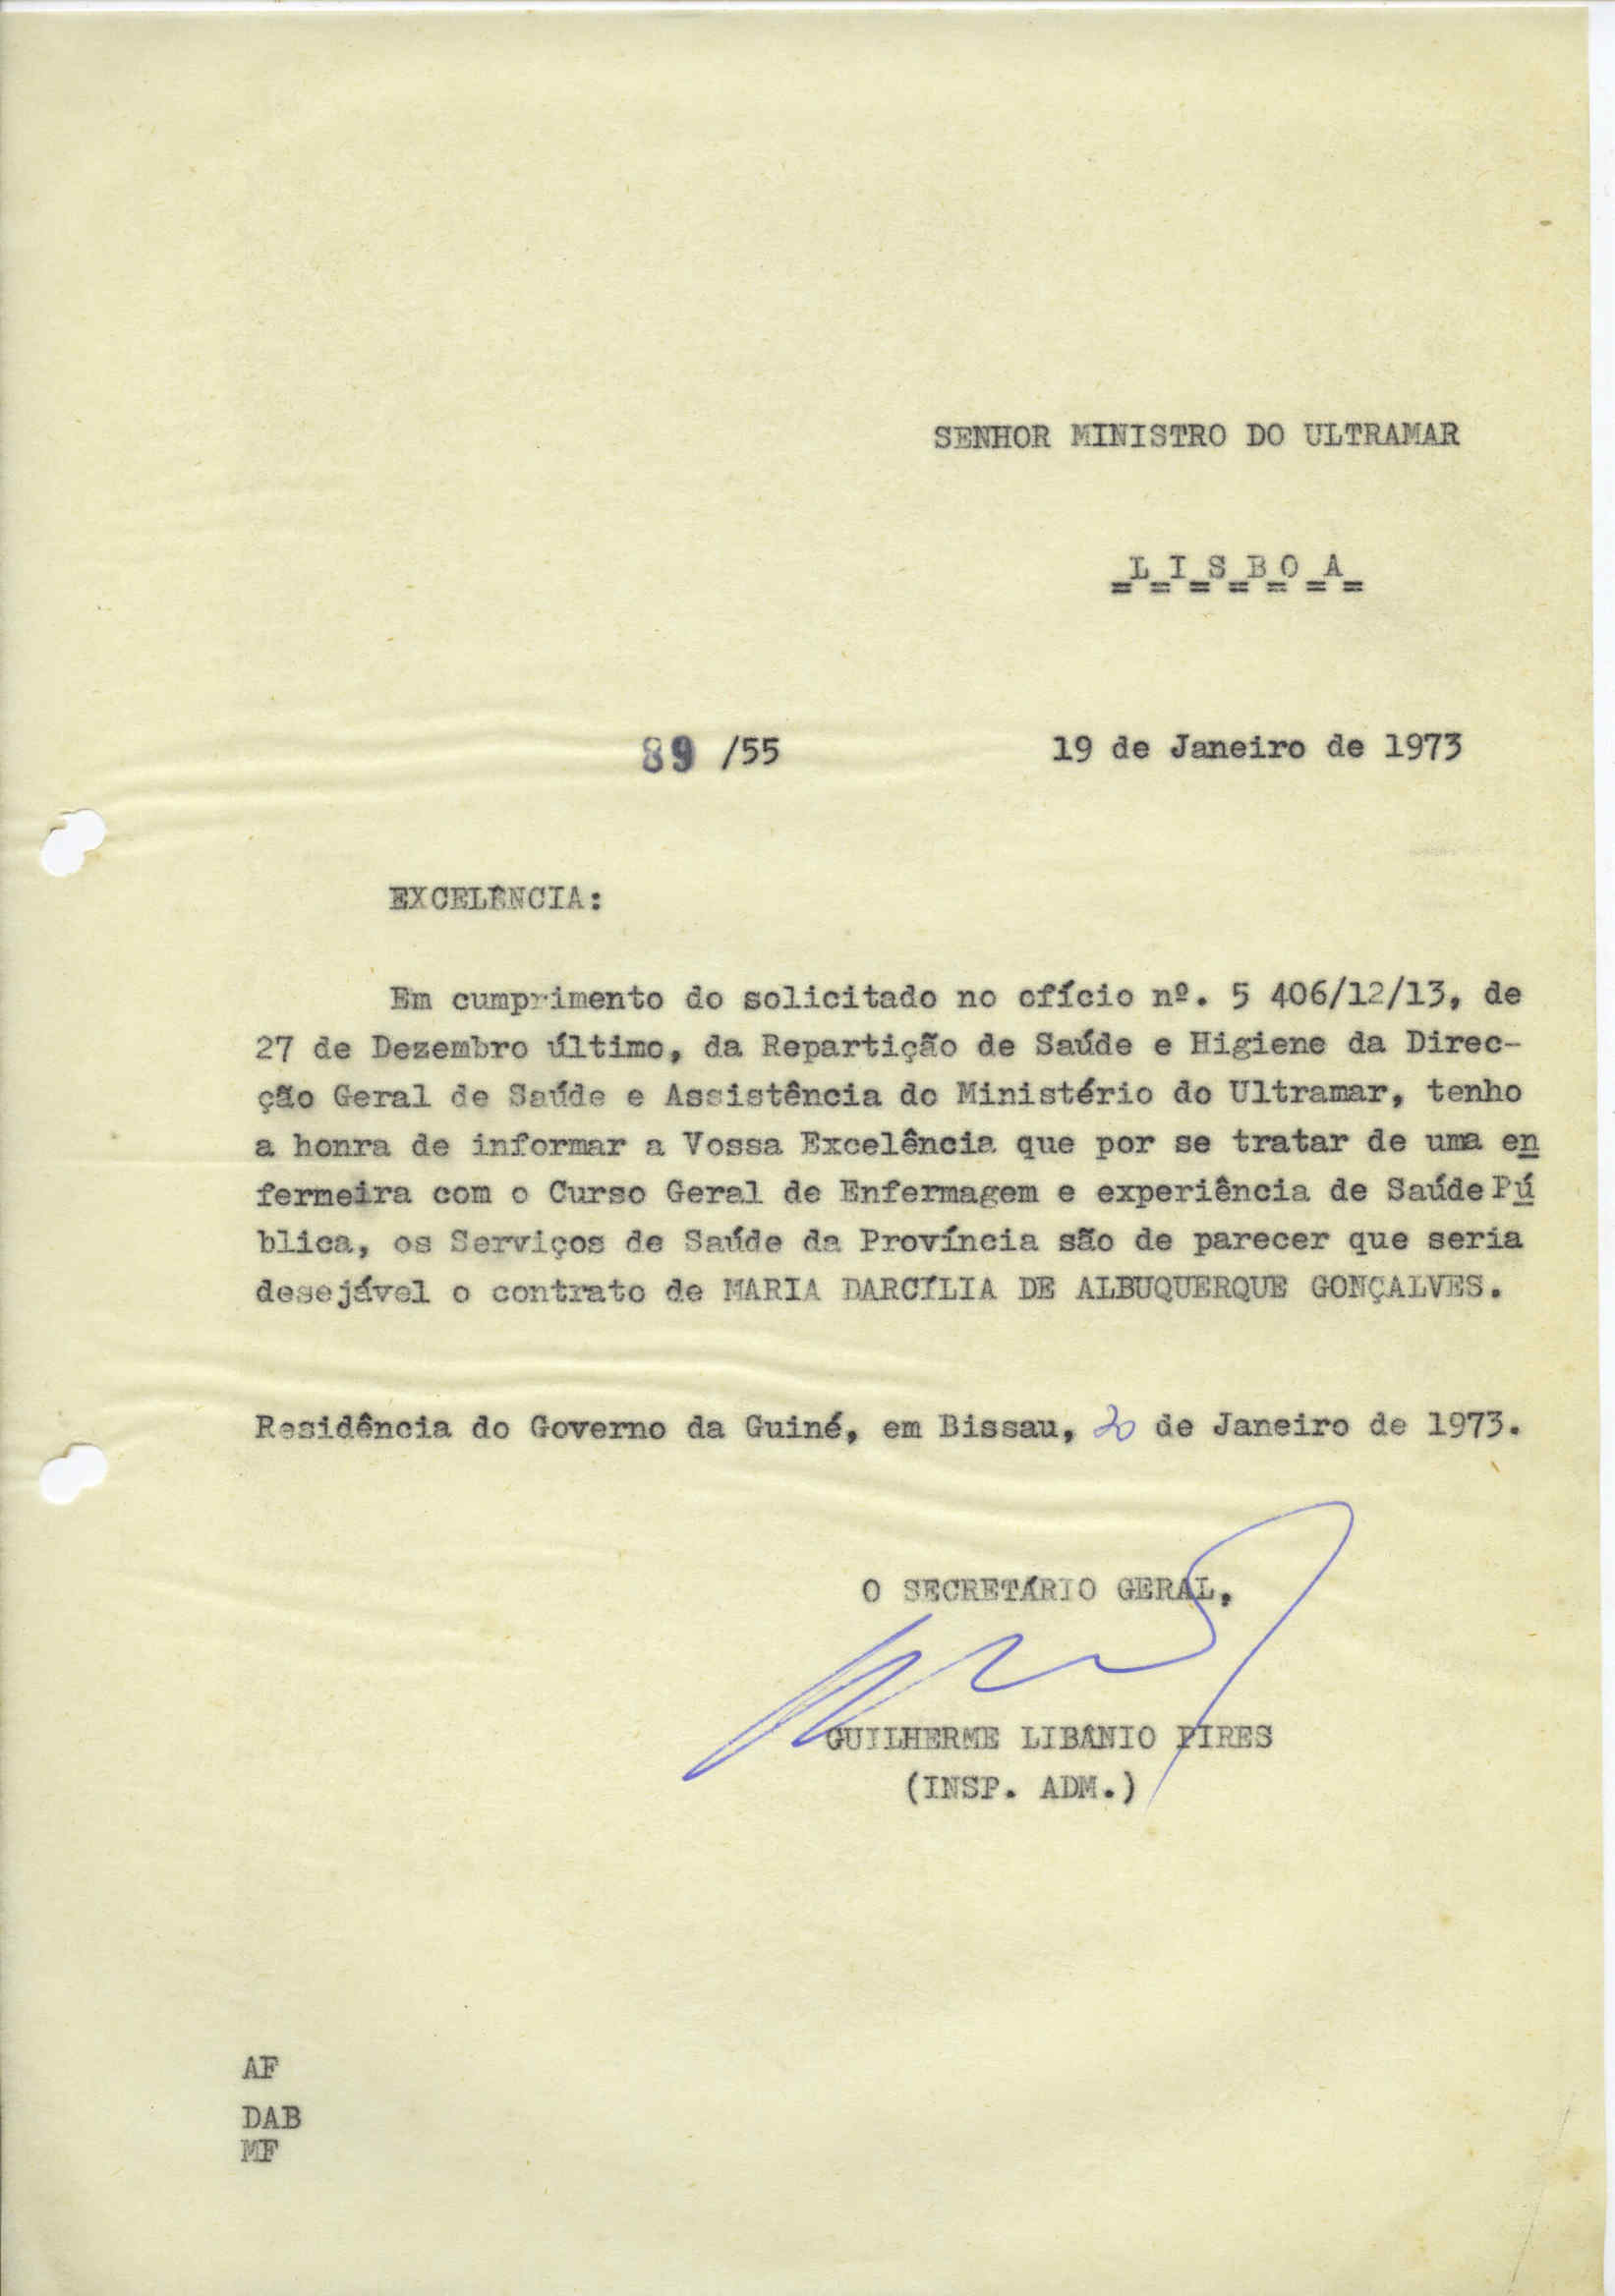 SENHOR MINISTRO DO ULTRAMAR
L I S B O A
89 /55 19 de Janeiro de 1973
EXCELÊNCIA:
Em cumprimento do solicitado no ofício nº. 5 406/12/13, de
27 de Dezembro último, da Repartição de Saúde e Higiene da Direc-
ção Geral de Saúde e Assistência do Ministério do Ultramar, tenho
a honra de informar a Vossa Excelência que por se tratar de uma en
fermeira com o Curso Geral de Enfermagem e experiência de Saúde Pú
blica, os Serviços de Saúde da Província são de parecer que seria
desejável o contrato de MARIA DARCÍLIA DE ALBUQUERQUE GONÇALVES.
Residência do Governo da Guiné, em Bissau, 20 de Janeiro de 1973.
O SECRETÁRIO GERAL,
GUILHERME LIBÂNIO PIRES
(INSP. ADM.)
AF
DAB
MF